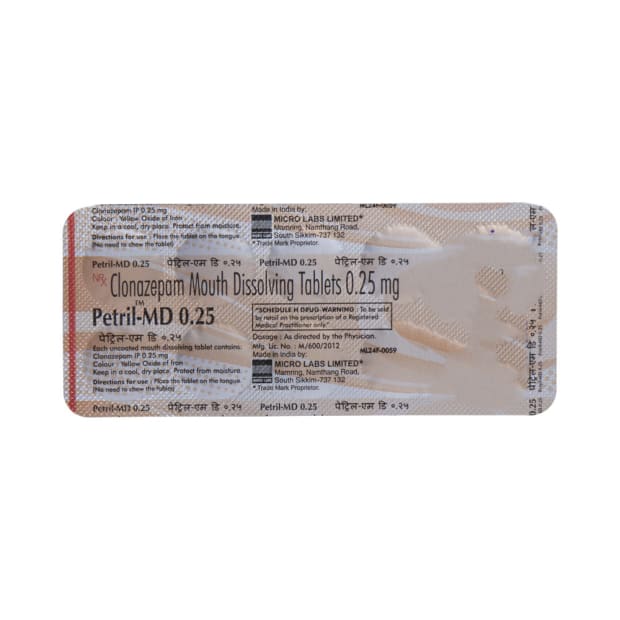 Clonazepam IP 0.25 mg
Colour : Yellow Oxide of Iron
Keep in a cool, dry place. Protect from moisture.
Directions for use : Place the tablet on the tongue.
(No need to chew the tablet)
Made in India by:
MICRO LABS LIMITED®
Mamring, Namthang Road,
South Sikkim-737 132
*Trade Mark Proprietor.
ML24F-0059
Petril-MD 0.25 पेट्रिल-एम डि ०.२५ Petril-MD 0.25 पेट्रिल-एम डि ०.२५
NRx Clonazepam Mouth Dissolving Tablets 0.25 mg
Petril-MD 0.25
TM
पेट्रिल-एम डि ०.२५
Each uncoated mouth dissolving tablet contains:
Clonazepam IP 0.25 mg
Colour : Yellow Oxide of Iron
Keep in a cool, dry place. Protect from moisture.
Directions for use : Place the tablet on the tongue.
(No need to chew the tablet)
"SCHEDULE H DRUG-WARNING : To be sold
by retail on the prescription of a Registered
Medical Practitioner only."
Dosage : As directed by the Physician.
Mfg. Lic. No. : M/600/2012
Made in India by:
ML24F-0059
MICRO LABS LIMITED®
Mamring, Namthang Road,
South Sikkim-737 132
*Trade Mark Proprietor.
Petril-MD 0.25 पेट्रिल-एम डि ०.२५ Petril-MD 0.25 पेट्रिल-एम डि ०.२५
0.25 पेट्रिल-एम डि ०.२५